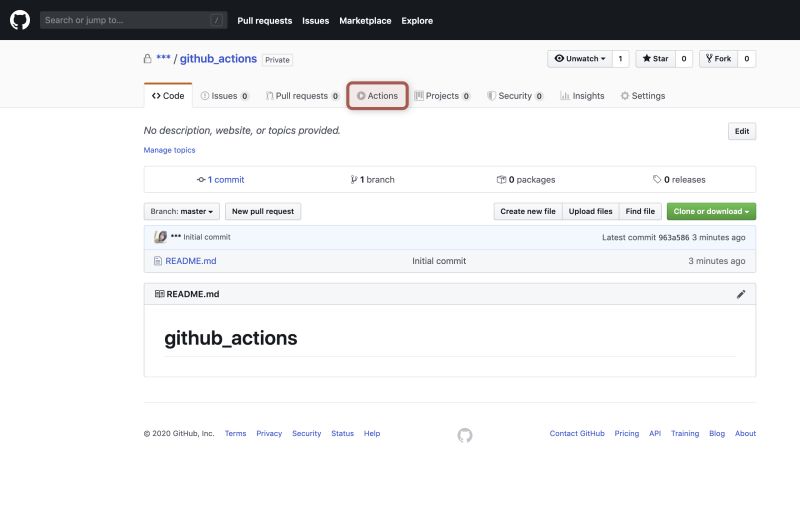 Search or jump to... / Pull requests Issues Marketplace Explore
*** / github_actions Private Unwatch 1 Star 0 Fork 0
Code Issues 0 Pull requests 0 Actions Projects 0 Security 0 Insights Settings
No description, website, or topics provided. Edit
Manage topics
1 commit 1 branch 0 packages 0 releases
Branch: master New pull request Create new file Upload files Find file Clone or download
*** Initial commit Latest commit 963a586 3 minutes ago
README.md Initial commit 3 minutes ago
README.md
github_actions
© 2020 GitHub, Inc. Terms Privacy Security Status Help Contact GitHub Pricing API Training Blog About